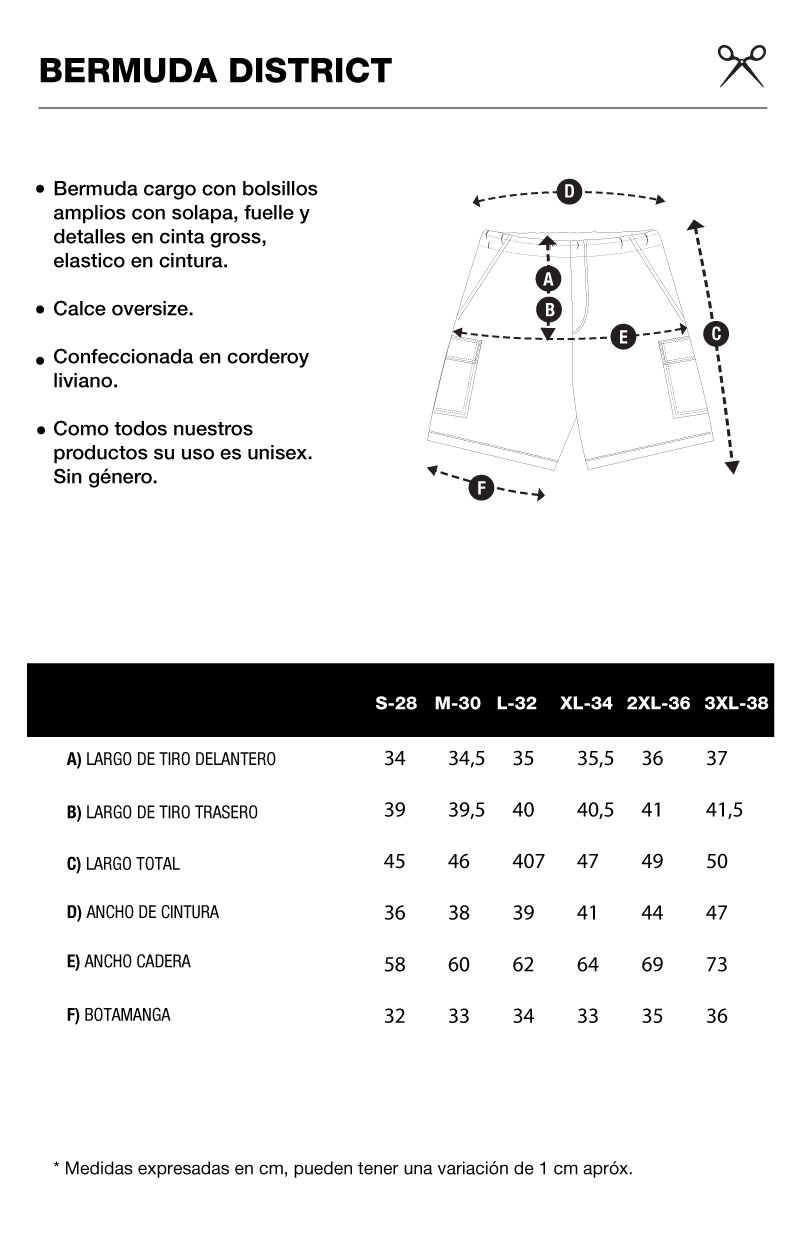 BERMUDA DISTRICT
• Bermuda cargo con bolsillos
amplios con solapa, fuelle y
detalles en cinta gross,
elastico en cintura.
• Calce oversize.
• Confeccionada en corderoy
liviano.
• Como todos nuestros
productos su uso es unisex.
Sin género.
D
A
B
E
C
F
S-28 M-30 L-32 XL-34 2XL-36 3XL-38
A) LARGO DE TIRO DELANTERO 34 34,5 35 35,5 36 37
B) LARGO DE TIRO TRASERO 39 39,5 40 40,5 41 41,5
C) LARGO TOTAL 45 46 407 47 49 50
D) ANCHO DE CINTURA 36 38 39 41 44 47
E) ANCHO CADERA 58 60 62 64 69 73
F) BOTAMANGA 32 33 34 33 35 36
* Medidas expresadas en cm, pueden tener una variación de 1 cm apróx.